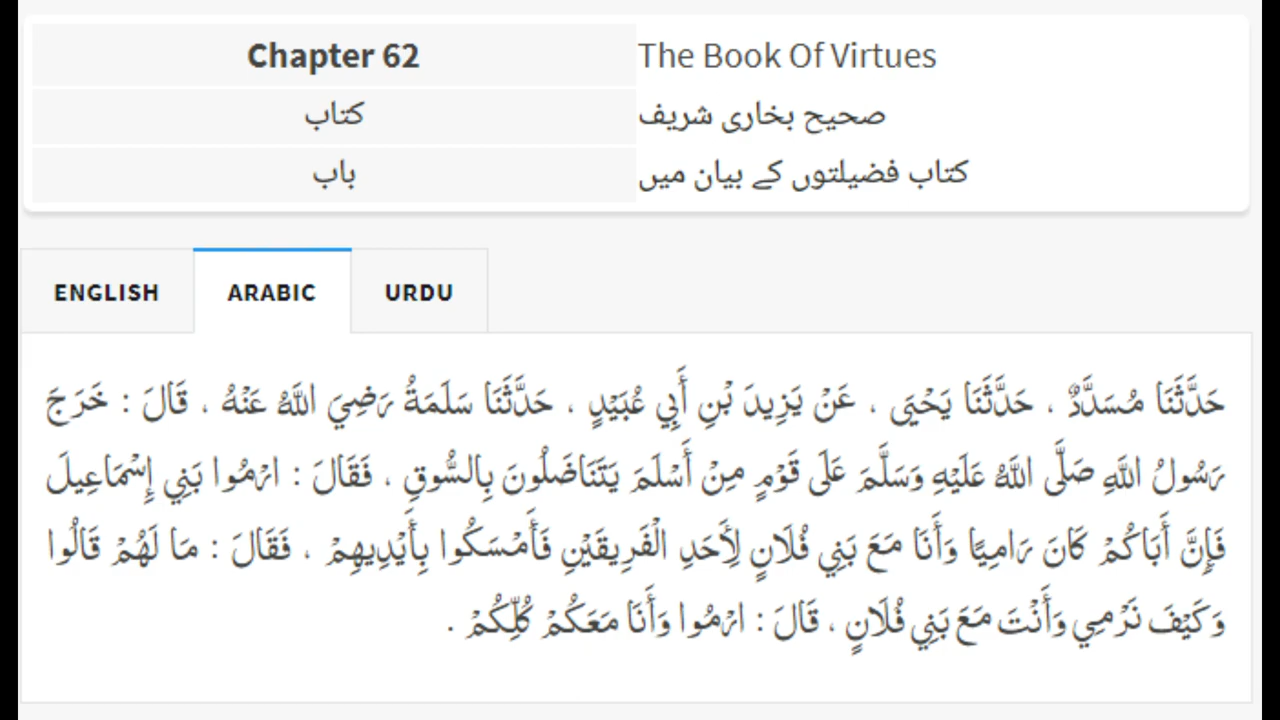 Chapter 62 The Book Of Virtues
کتاب صحیح بخاری شریف
باب کتاب فضیلتوں کے بیان میں
ENGLISH ARABIC URDU
حَدَّثَنَا مُسَدَّدٌ ، حَدَّثَنَا يَحْيَى ، عَنْ يَزِيدَ بْنِ أَبِي عُبَيْدٍ ، حَدَّثَنَا سَلَمَةُ رَضِيَ اللَّهُ عَنْهُ ، قَالَ : خَرَجَ
رَسُولُ اللَّهِ صَلَّى اللَّهُ عَلَيْهِ وَسَلَّمَ عَلَى قَوْمٍ مِنْ أَسْلَمَ يَتَنَاضَلُونَ بِالسُّوقِ ، فَقَالَ : ارْمُوا بَنِي إِسْمَاعِيلَ
فَإِنَّ أَبَاكُمْ كَانَ رَامِيًا وَأَنَا مَعَ بَنِي فُلَانٍ لِأَحَدِ الْفَرِيقَيْنِ فَأَمْسَكُوا بِأَيْدِيهِمْ ، فَقَالَ : مَا لَهُمْ قَالُوا
وَكَيْفَ نَرْمِي وَأَنْتَ مَعَ بَنِي فُلَانٍ ، قَالَ : ارْمُوا وَأَنَا مَعَكُمْ كُلِّكُمْ .